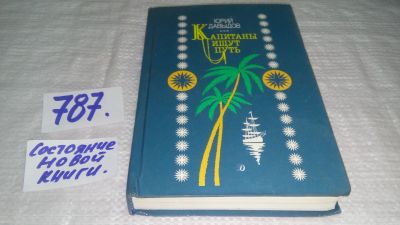 787.
Состояние
новой
книги.
ЮРИЙ
ДАВЫДОВ
КАПИТАНЫ
ИЩУТ
ПУТЬ